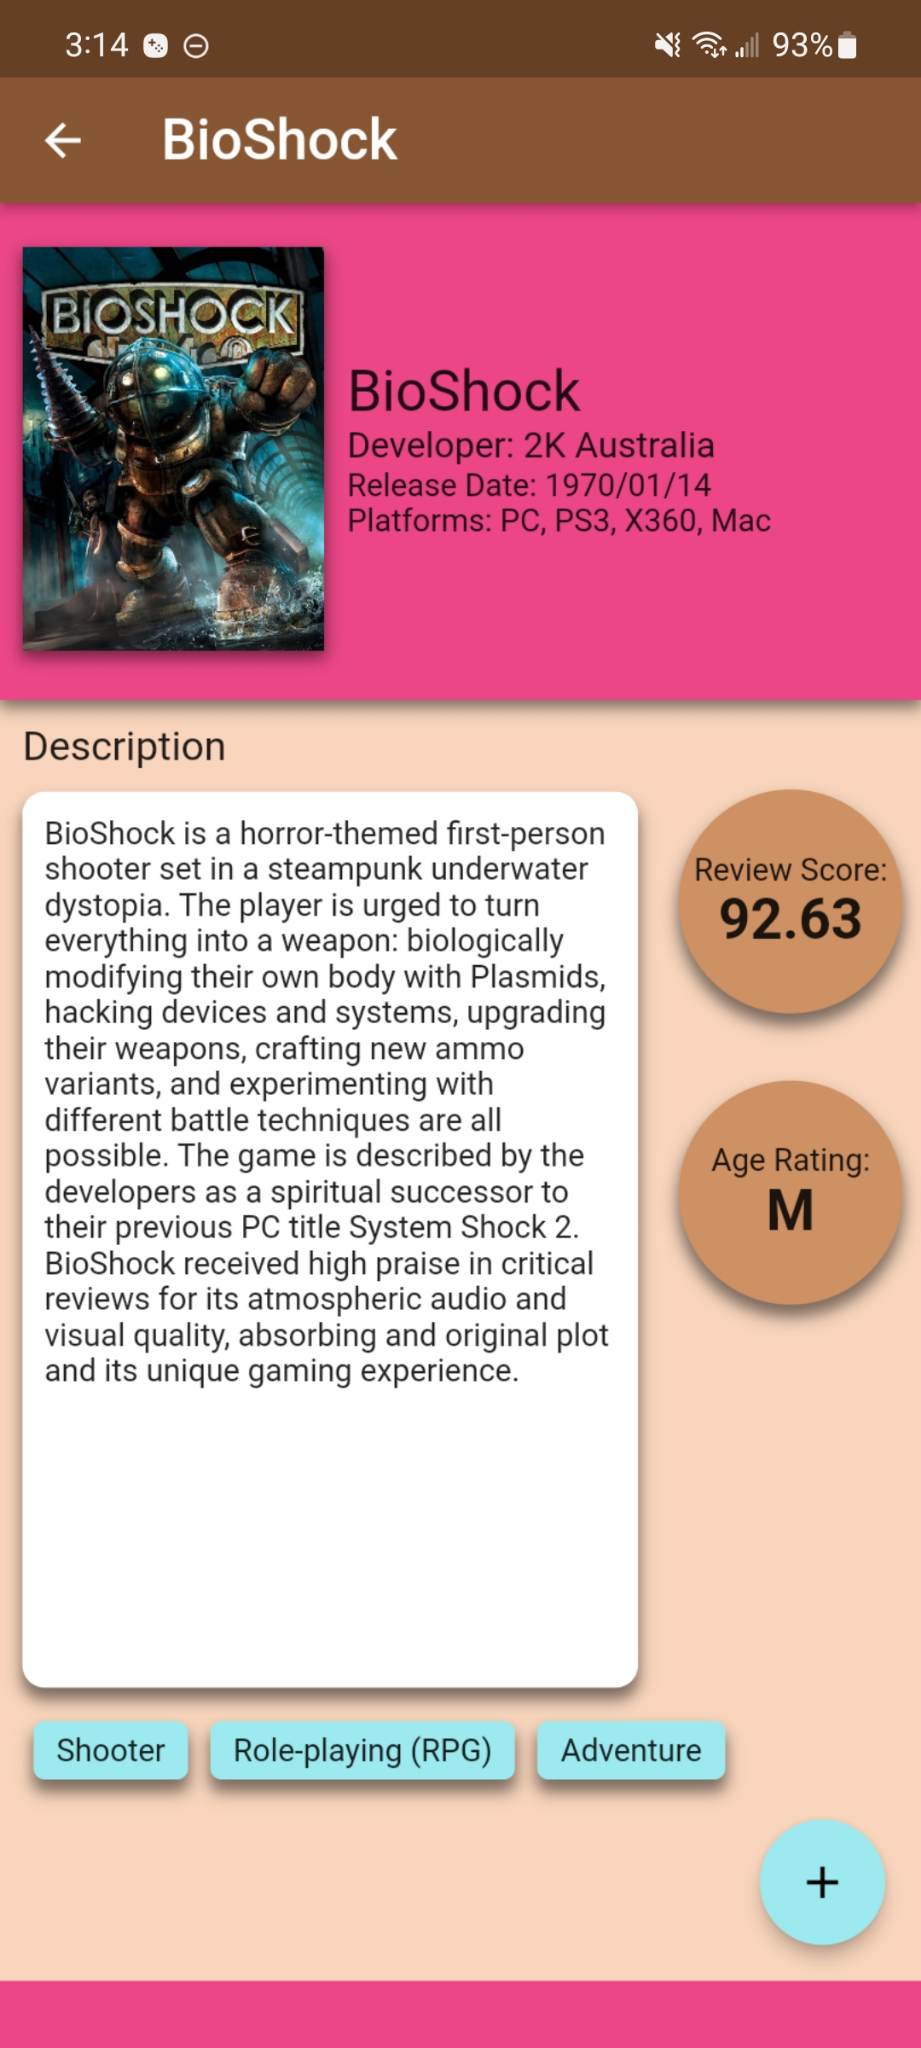 3:14
93%
BioShock
BIOSHOCK
BioShock
Developer: 2K Australia
Release Date: 1970/01/14
Platforms: PC, PS3, X360, Mac
Description
BioShock is a horror-themed first-person
shooter set in a steampunk underwater
dystopia. The player is urged to turn
everything into a weapon: biologically
modifying their own body with Plasmids,
hacking devices and systems, upgrading
their weapons, crafting new ammo
variants, and experimenting with
different battle techniques are all
possible. The game is described by the
developers as a spiritual successor to
their previous PC title System Shock 2.
BioShock received high praise in critical
reviews for its atmospheric audio and
visual quality, absorbing and original plot
and its unique gaming experience.
Review Score:
92.63
Age Rating:
M
Shooter
Role-playing (RPG)
Adventure
+